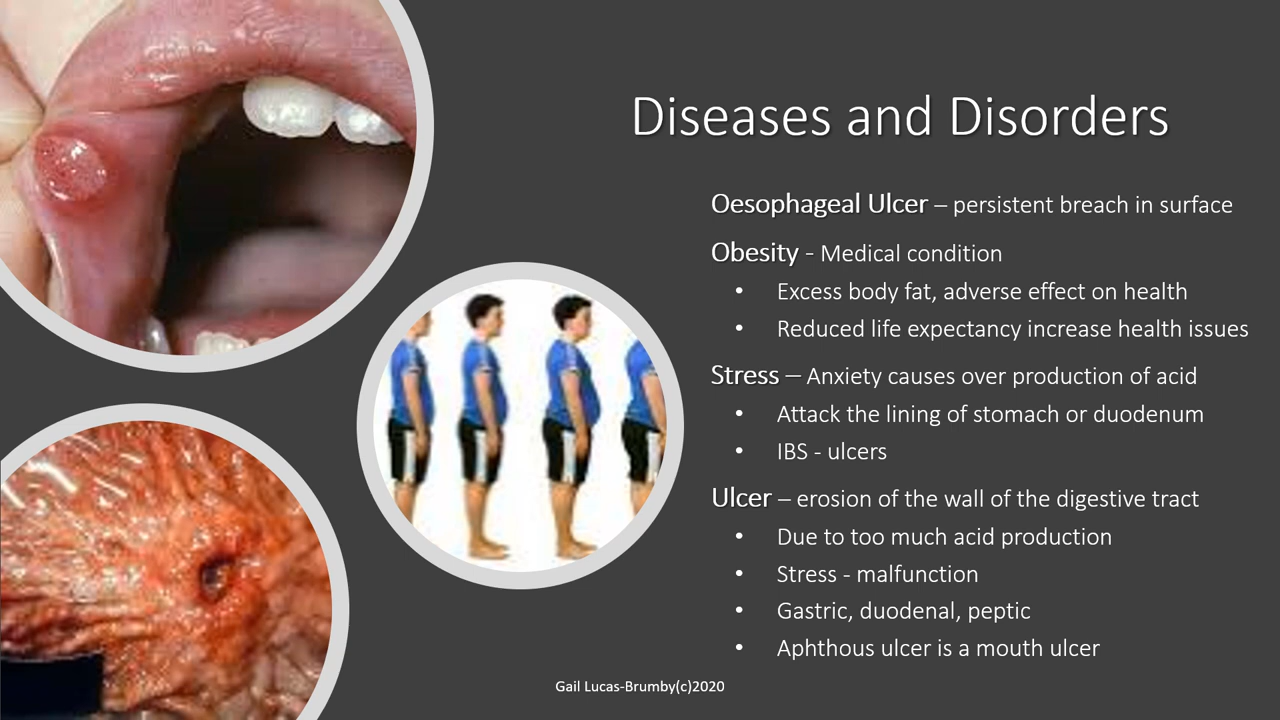 Diseases and Disorders
Oesophageal Ulcer – persistent breach in surface
Obesity - Medical condition
• Excess body fat, adverse effect on health
• Reduced life expectancy increase health issues
Stress – Anxiety causes over production of acid
• Attack the lining of stomach or duodenum
• IBS - ulcers
Ulcer – erosion of the wall of the digestive tract
• Due to too much acid production
• Stress - malfunction
• Gastric, duodenal, peptic
• Aphthous ulcer is a mouth ulcer
Gail Lucas-Brumby(c)2020